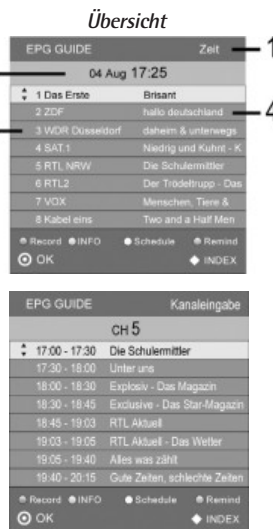 Übersicht
EPG GUIDE Zeit 1
04 Aug 17:25
1 Das Erste Brisant
2 ZDF hallo deutschland 4
3 WDR Düsseldorf daheim & unterwegs
4 SAT.1 Niedrig und Kuhnt - K
5 RTL NRW Die Schulermittler
6 RTL2 Der Trödeltrupp - Das
7 VOX Menschen, Tiere &
8 Kabel eins Two and a Half Men
Record INFO Schedule Remind
OK INDEX
EPG GUIDE Kanaleingabe
CH 5
17:00 - 17:30 Die Schulermittler
17:30 - 18:00 Unter uns
18:00 - 18:30 Explosiv - Das Magazin
18:30 - 18:45 Exclusive - Das Star-Magazin
18:45 - 19:03 RTL Aktuell
19:03 - 19:05 RTL Aktuell - Das Wetter
19:05 - 19:40 Alles was zählt
19:40 - 20:15 Gute Zeiten, schlechte Zeiten
Record INFO Schedule Remind
OK INDEX